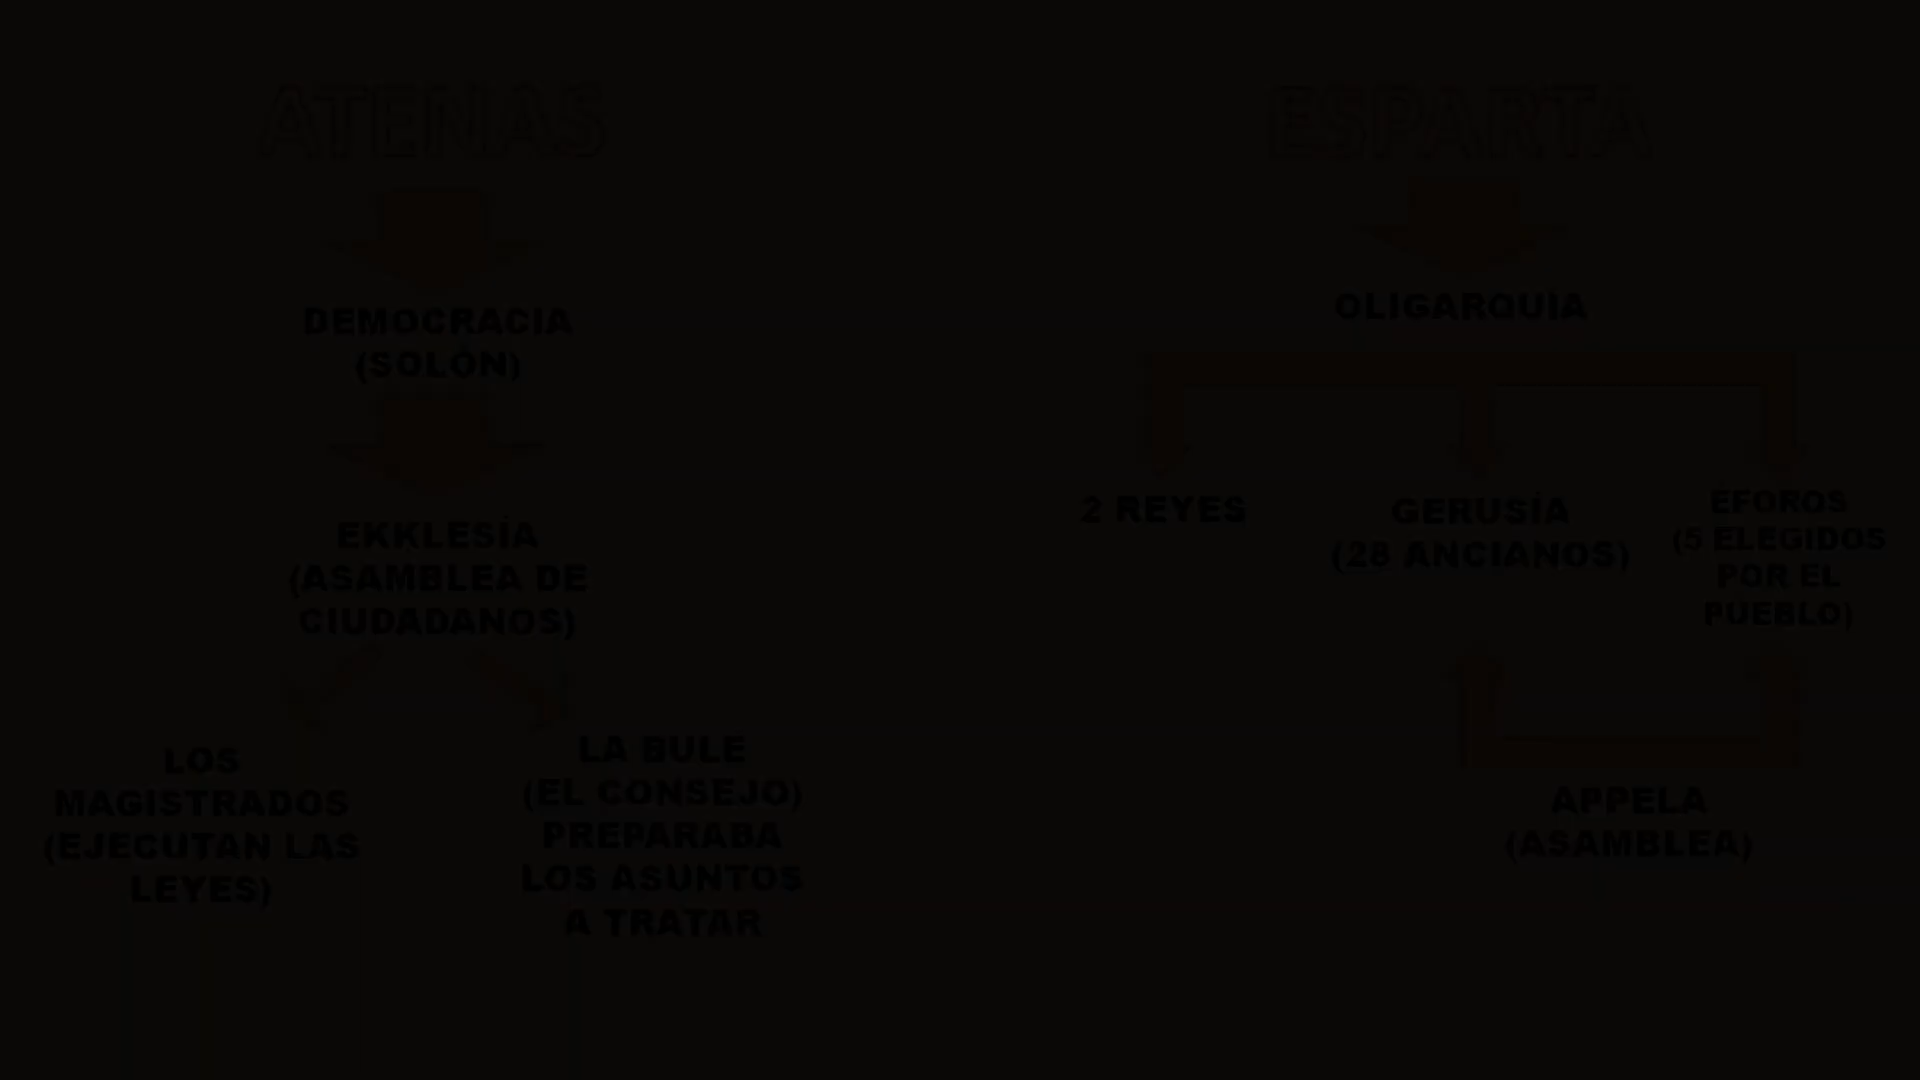 ATENAS
DEMOCRACIA
(SOLÓN)
EKKLESÍA
(ASAMBLEA DE
CIUDADANOS)
LOS
MAGISTRADOS
(EJECUTAN LAS
LEYES)
LA BULE
(EL CONSEJO)
PREPARABA
LOS ASUNTOS
A TRATAR
ESPARTA
OLIGARQUÍA
2 REYES
GERUSÍA
(28 ANCIANOS)
ÉFOROS
(5 ELEGIDOS
POR EL
PUEBLO)
APPELA
(ASAMBLEA)